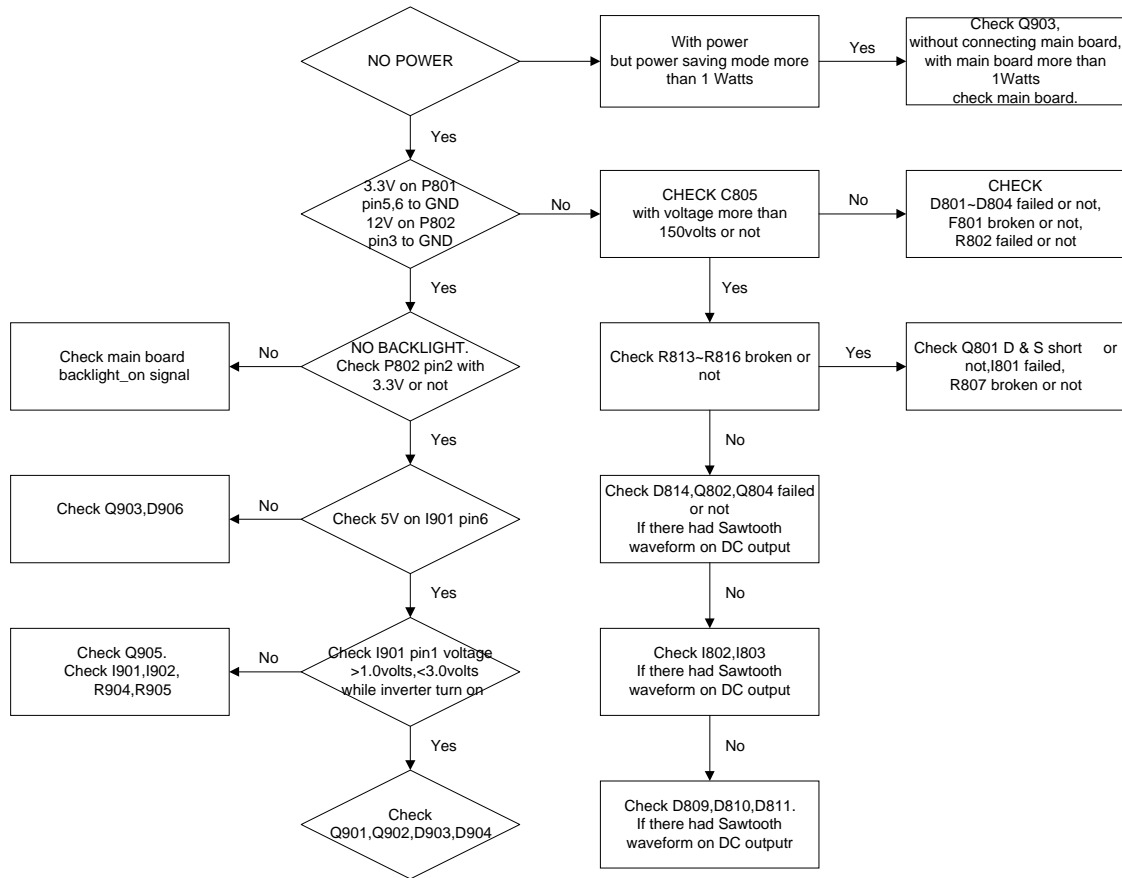 NO POWER
With power
but power saving mode more
than 1 Watts
Yes
Check Q903,
without connecting main board,
with main board more than
1Watts
check main board.
Yes
3.3V on P801
pin5,6 to GND
12V on P802
pin3 to GND
No
CHECK C805
with voltage more than
150volts or not
No
CHECK
D801~D804 failed or not,
F801 broken or not,
R802 failed or not
Yes
Yes
Check main board
backlight_on signal
No
NO BACKLIGHT.
Check P802 pin2 with
3.3V or not
Check R813~R816 broken or
not
Yes
Check Q801 D & S short or
not,I801 failed,
R807 broken or not
Yes
No
Check Q903,D906
No
Check 5V on I901 pin6
Check D814,Q802,Q804 failed
or not
If there had Sawtooth
waveform on DC output
Yes
No
Check Q905.
Check I901,I902,
R904,R905
No
Check I901 pin1 voltage
>1.0volts,<3.0volts
while inverter turn on
Check I802,I803
If there had Sawtooth
waveform on DC output
Yes
No
Check
Q901,Q902,D903,D904
Check D809,D810,D811.
If there had Sawtooth
waveform on DC outputr